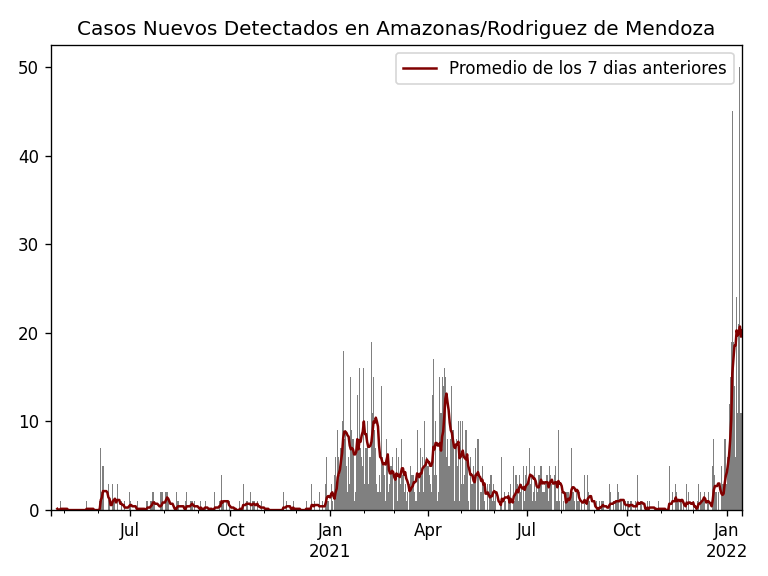 Casos Nuevos Detectados en Amazonas/Rodriguez de Mendoza
Promedio de los 7 dias anteriores
50
40
30
20
10
0
Jul Oct Jan Apr Jul Oct Jan
2021 2022